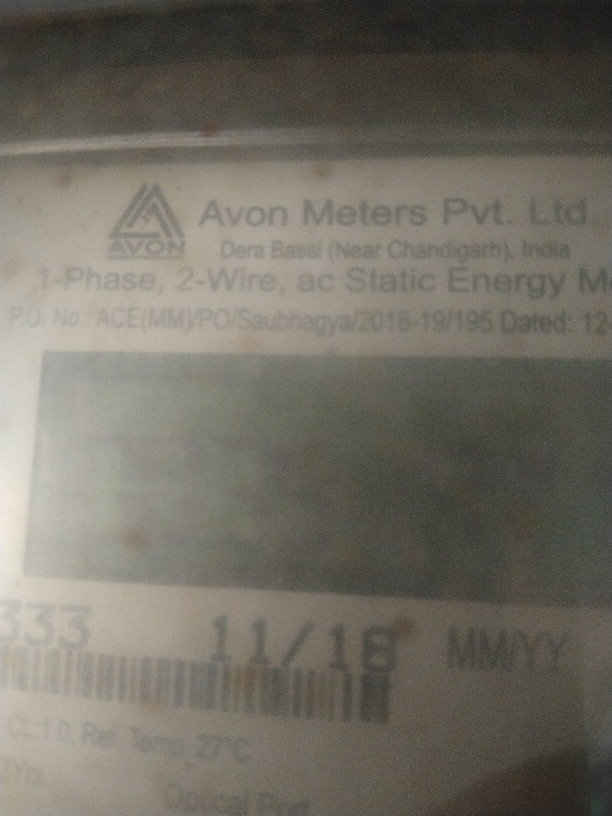 Avon Meters Pvt. Ltd.
AVON
Dera Bassi (Near Chandigarh), India
1-Phase, 2-Wire, ac Static Energy
P.O. No.: ACE(MM)/PO/Saubhagya/2018-19/195 Dated: 12-
333 11/18 MM/YY
CL:1.0, Ref. Temp. 27°C
Yrs.
Optical Port